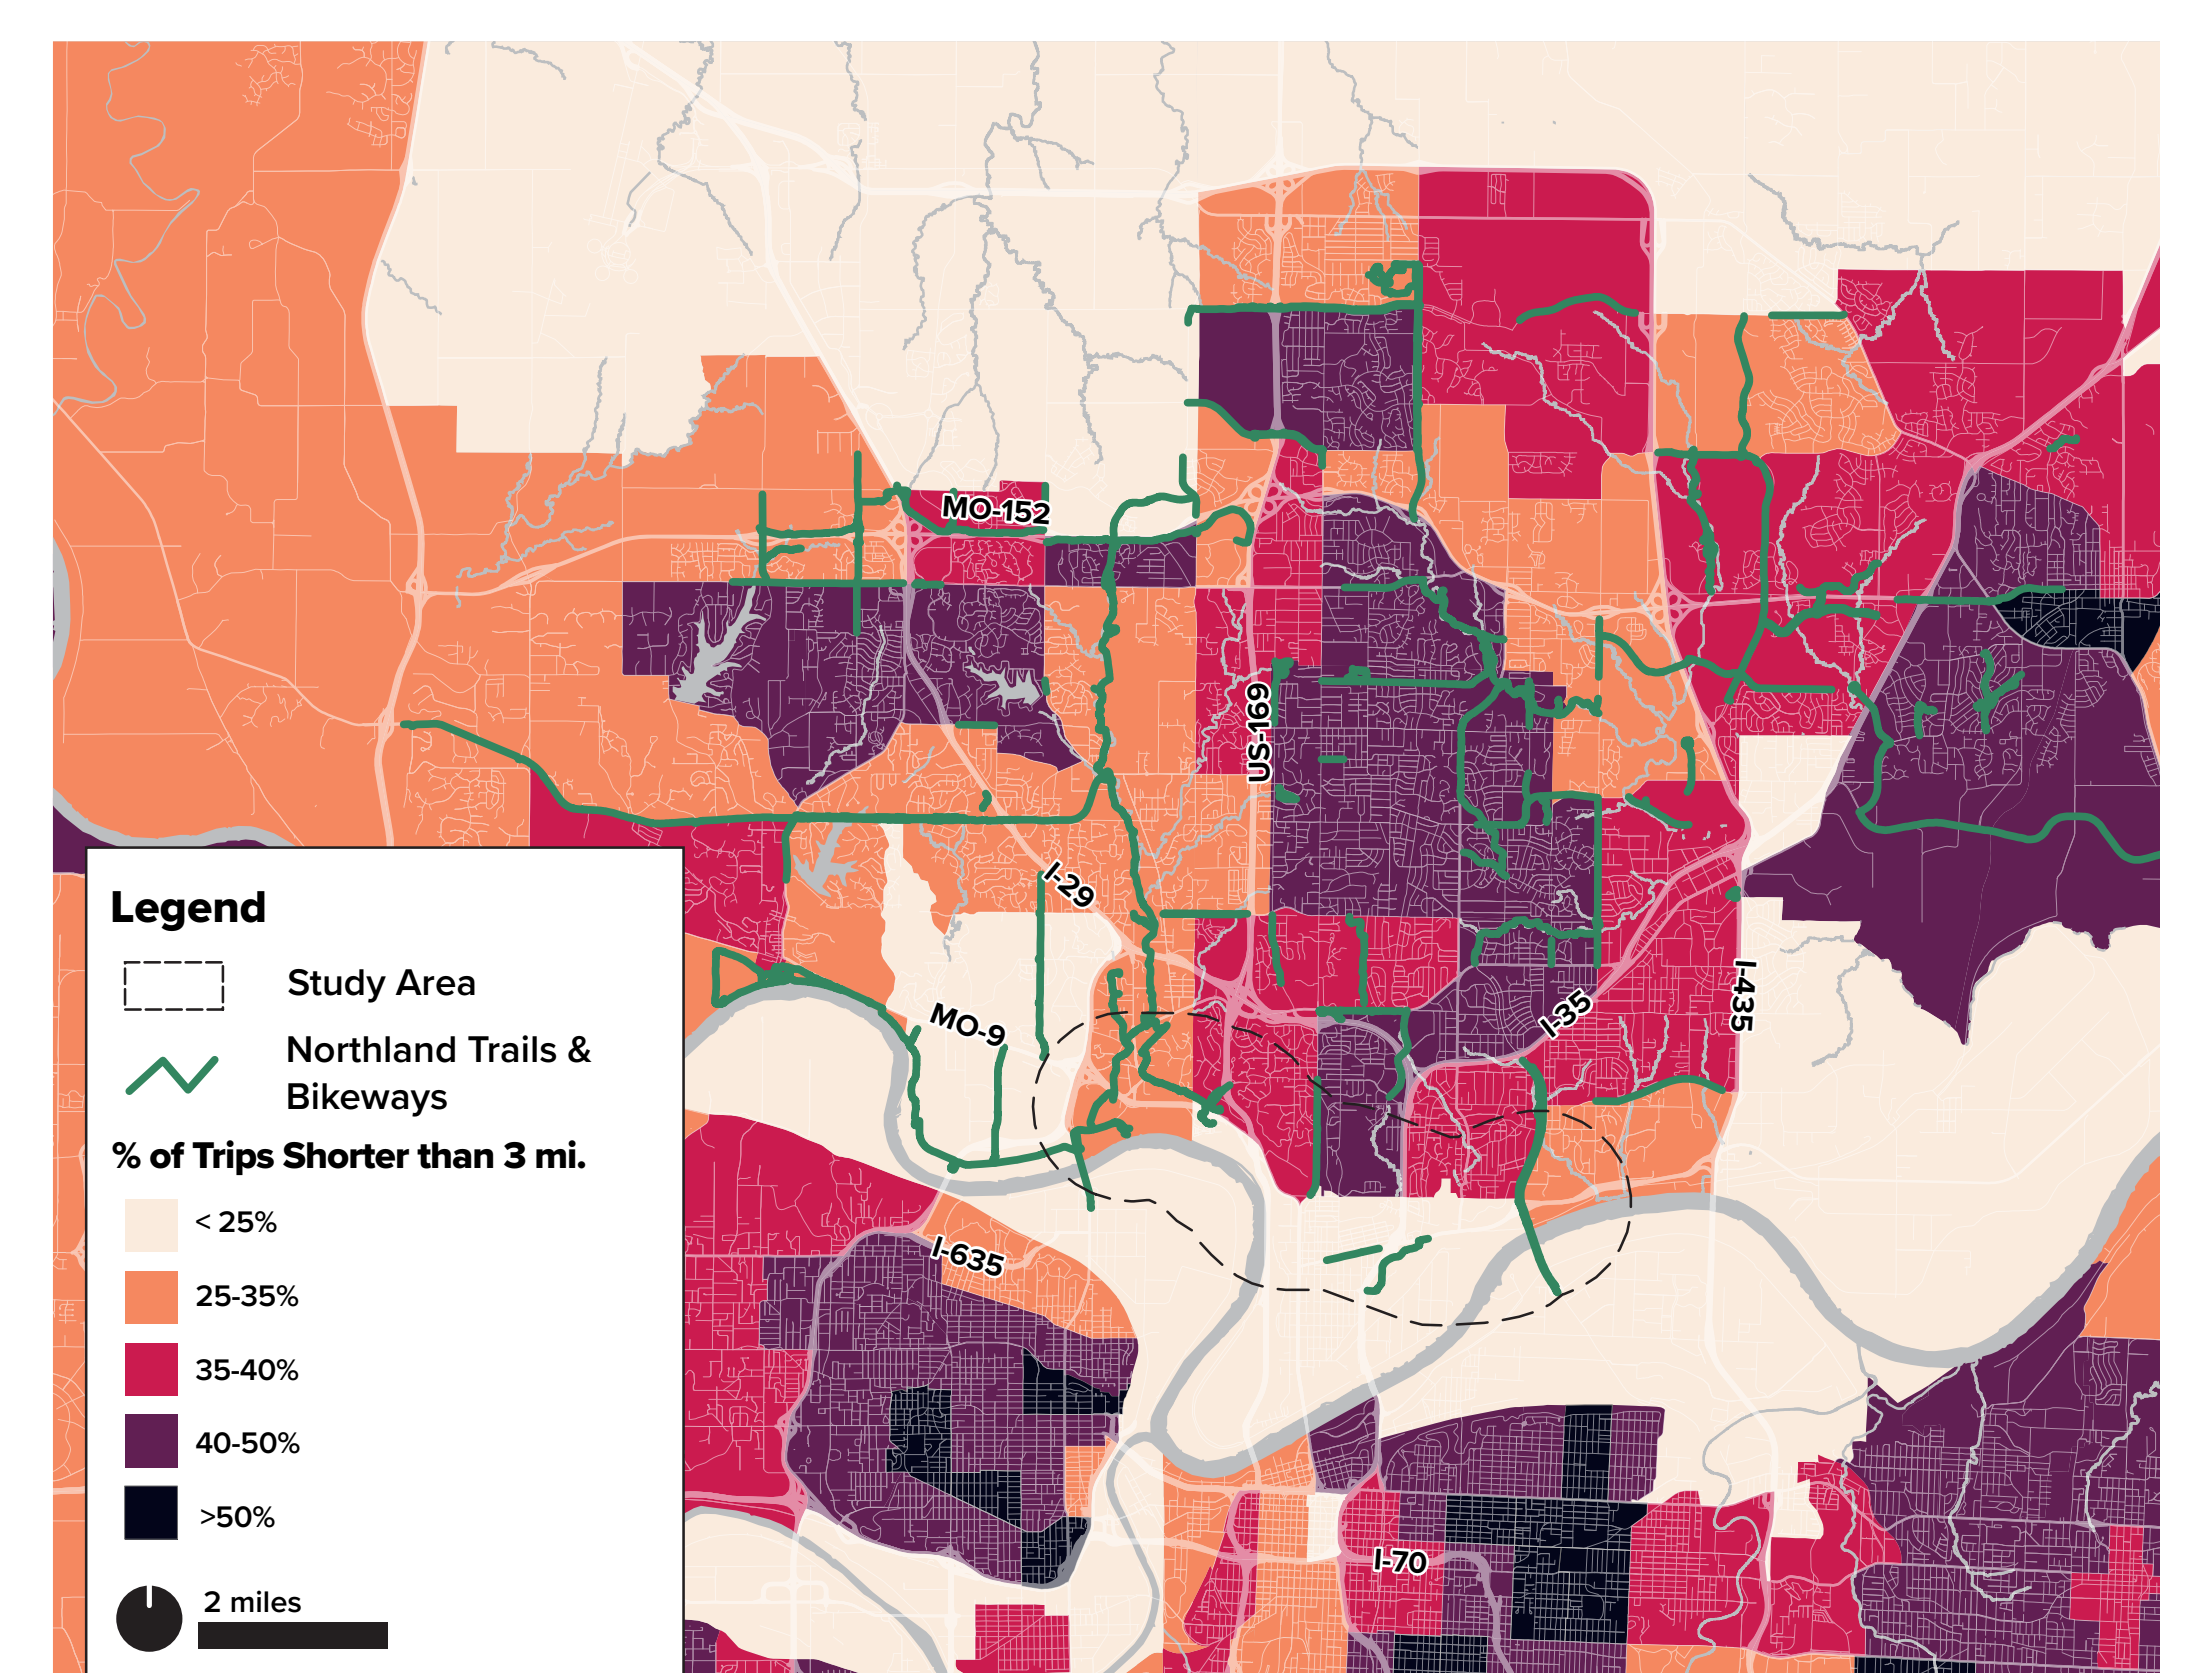 MO-152
US-169
I-29
MO-9
I-35
I-435
I-635
I-70
Legend
Study Area
Northland Trails &
Bikeways
% of Trips Shorter than 3 mi.
< 25%
25-35%
35-40%
40-50%
>50%
2 miles